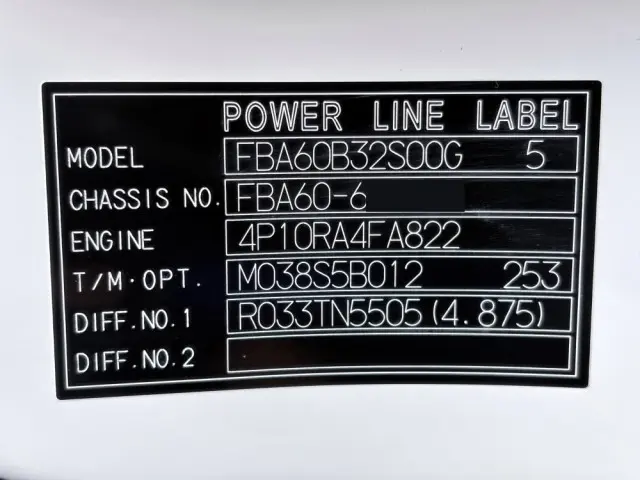 POWER LINE LABEL
MODEL FBA60B32S00G 5
CHASSIS NO. FBA60-6
ENGINE 4P10RA4FA822
T/M·OPT. M038S5B012 253
DIFF.NO.1 R033TN5505(4.875)
DIFF.NO.2